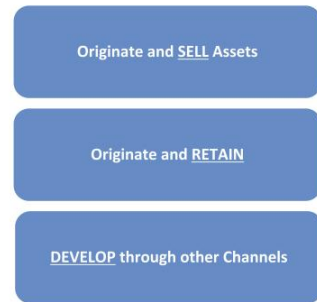 Originate and SELL Assets
Originate and RETAIN
DEVELOP through other Channels